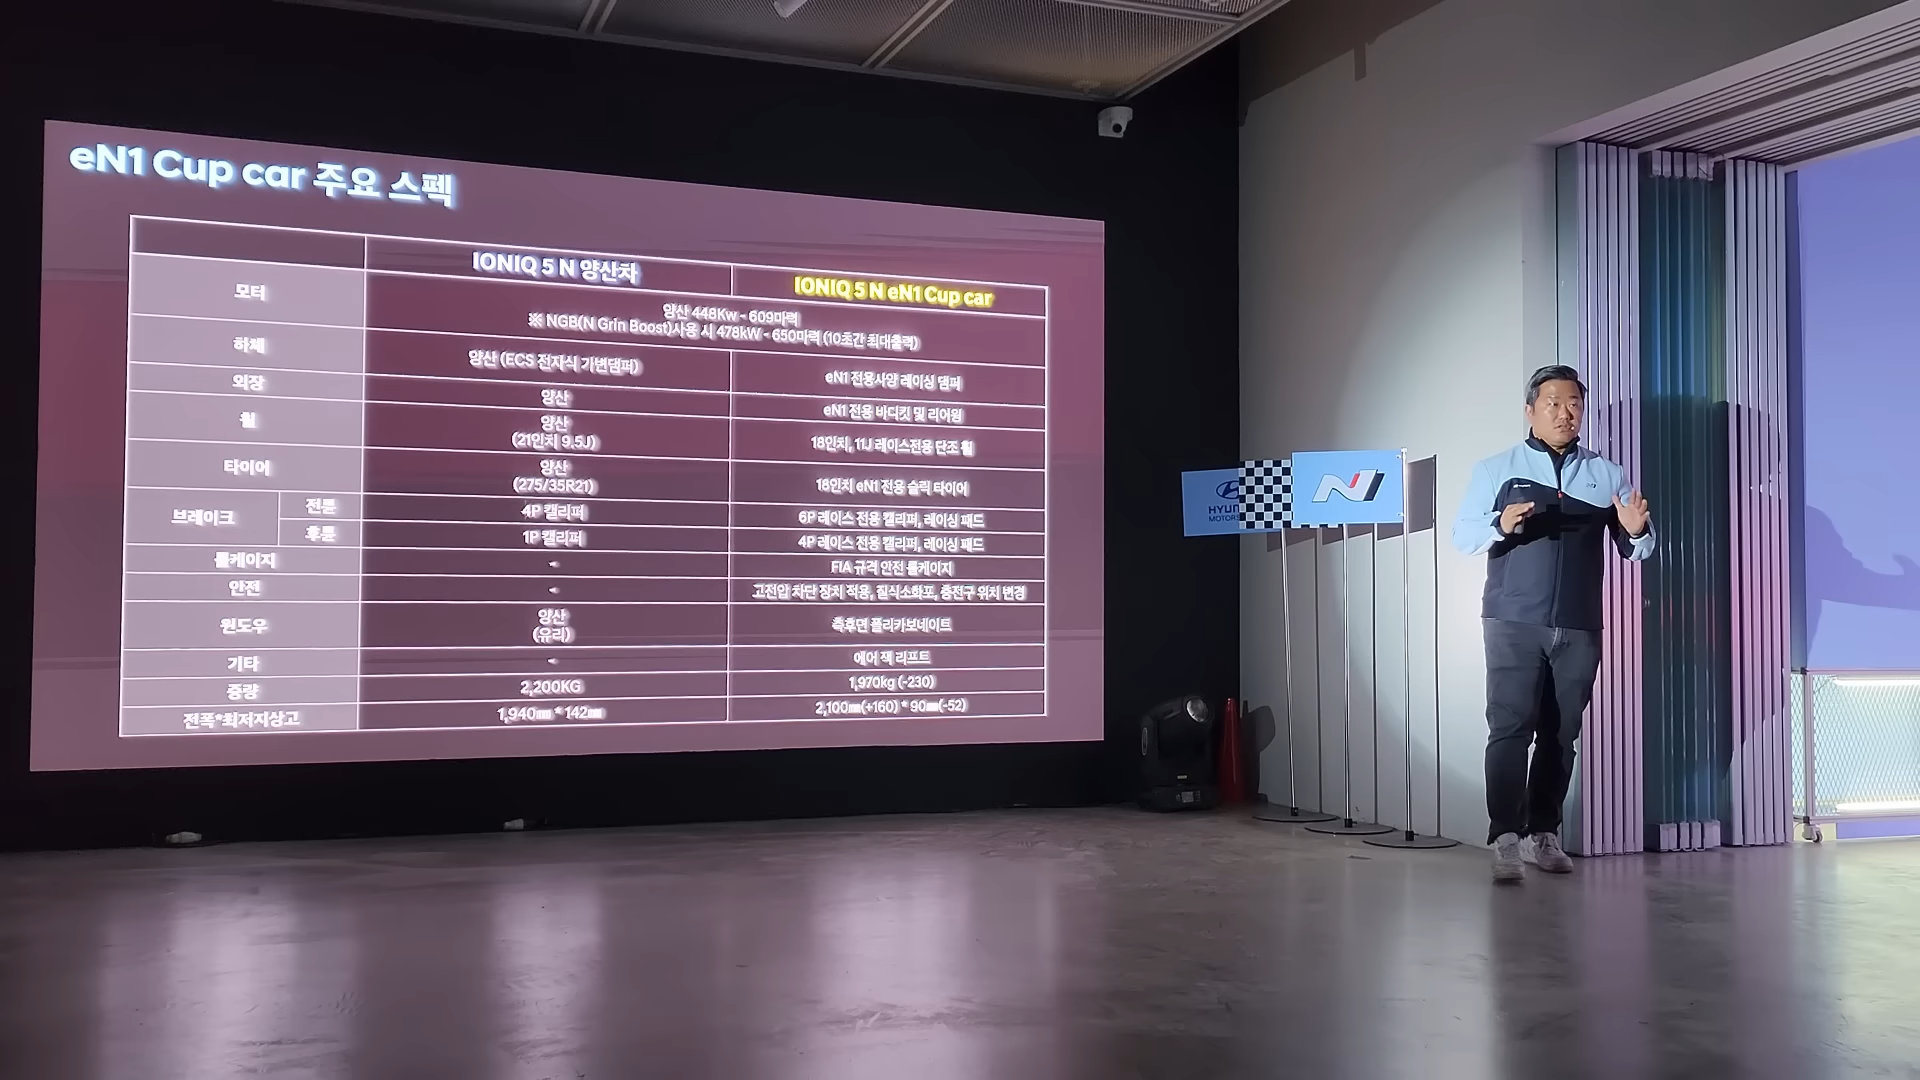 eN1 Cup car 주요 스펙
IONIQ 5 N 양산차
IONIQ 5 N eN1 Cup car
모터
양산 448Kw - 609마력
※ NGB(N Grin Boost)사용 시 478kW - 650마력 (10초간 최대출력)
하체
양산 (ECS 전자식 가변댐퍼)
eN1 전용사양 레이싱 댐퍼
외장
양산
eN1 전용 바디킷 및 리어윙
휠
양산
(21인치 9.5J)
18인치, 11J 레이스전용 단조 휠
타이어
양산
(275/35R21)
18인치 eN1 전용 슬릭 타이어
브레이크
전륜
4P 캘리퍼
6P 레이스 전용 캘리퍼, 레이싱 패드
후륜
1P 캘리퍼
4P 레이스 전용 캘리퍼, 레이싱 패드
롤케이지
-
FIA 규격 안전 롤케이지
안전
-
고전압 차단 장치 적용, 질식소화포, 충전구 위치 변경
윈도우
양산
(유리)
측후면 폴리카보네이트
기타
-
에어 잭 리프트
중량
2,200KG
1,970kg (-230)
전폭*최저지상고
1,940㎜ * 142㎜
2,100㎜(+160) * 90㎜(-52)
N